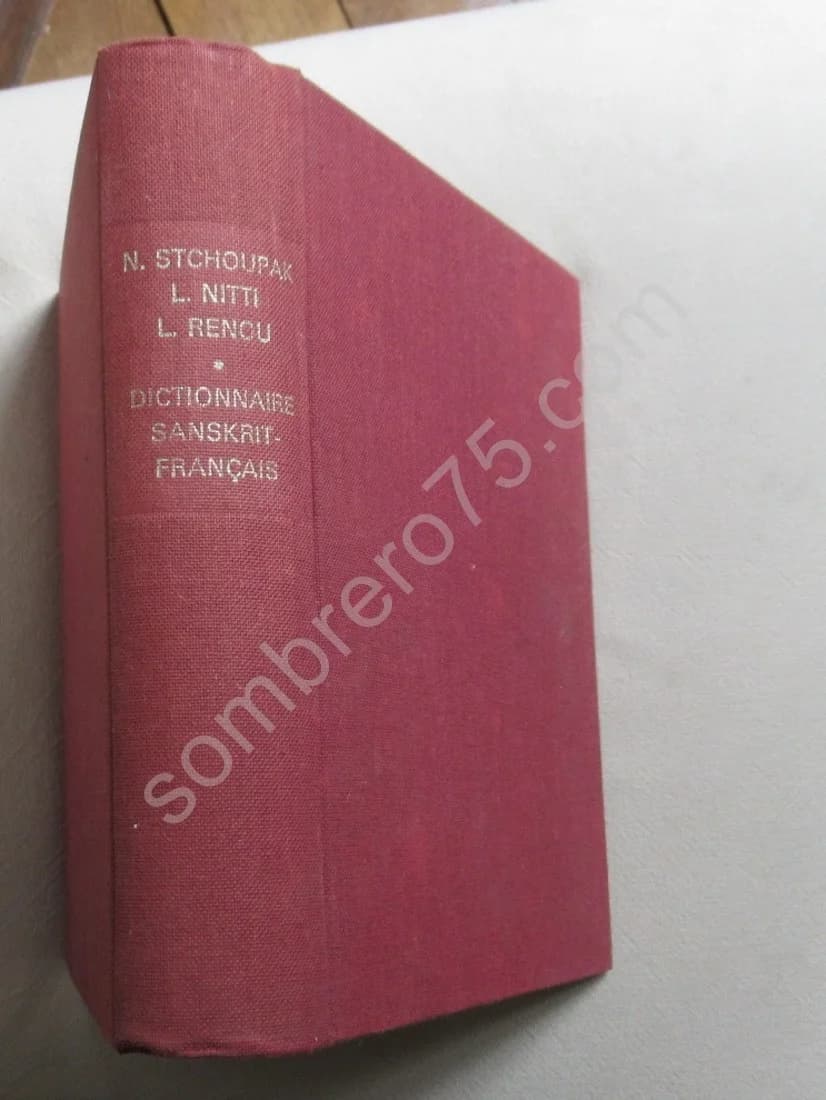 N. STCHOUPAK
L. NITTI
L. RENOU
•
DICTIONNAIRE
SANSKRIT-
FRANÇAIS
sombrero75.com